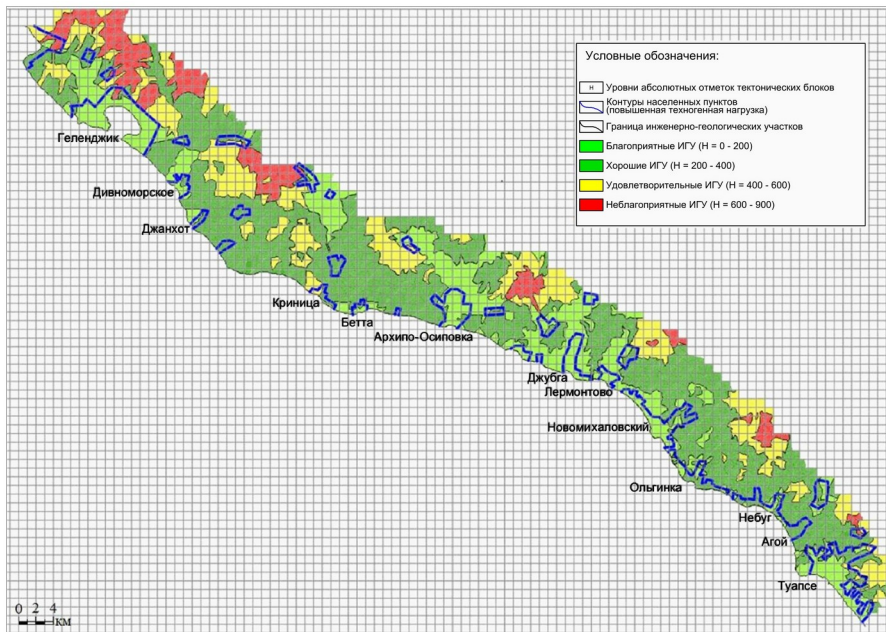 Условные обозначения:
Н Уровни абсолютных отметок тектонических блоков
Контуры населенных пунктов
(повышенная техногенная нагрузка)
Граница инженерно-геологических участков
Благоприятные ИГУ (Н = 0 - 200)
Хорошие ИГУ (Н = 200 - 400)
Удовлетворительные ИГУ (Н = 400 - 600)
Неблагоприятные ИГУ (Н = 600 - 900)
Геленджик
Дивноморское
Джанхот
Криница
Бетта
Архипо-Осиповка
Джубга
Лермонтово
Новомихаловский
Ольгинка
Небуг
Агой
Туапсе
0 2 4
км